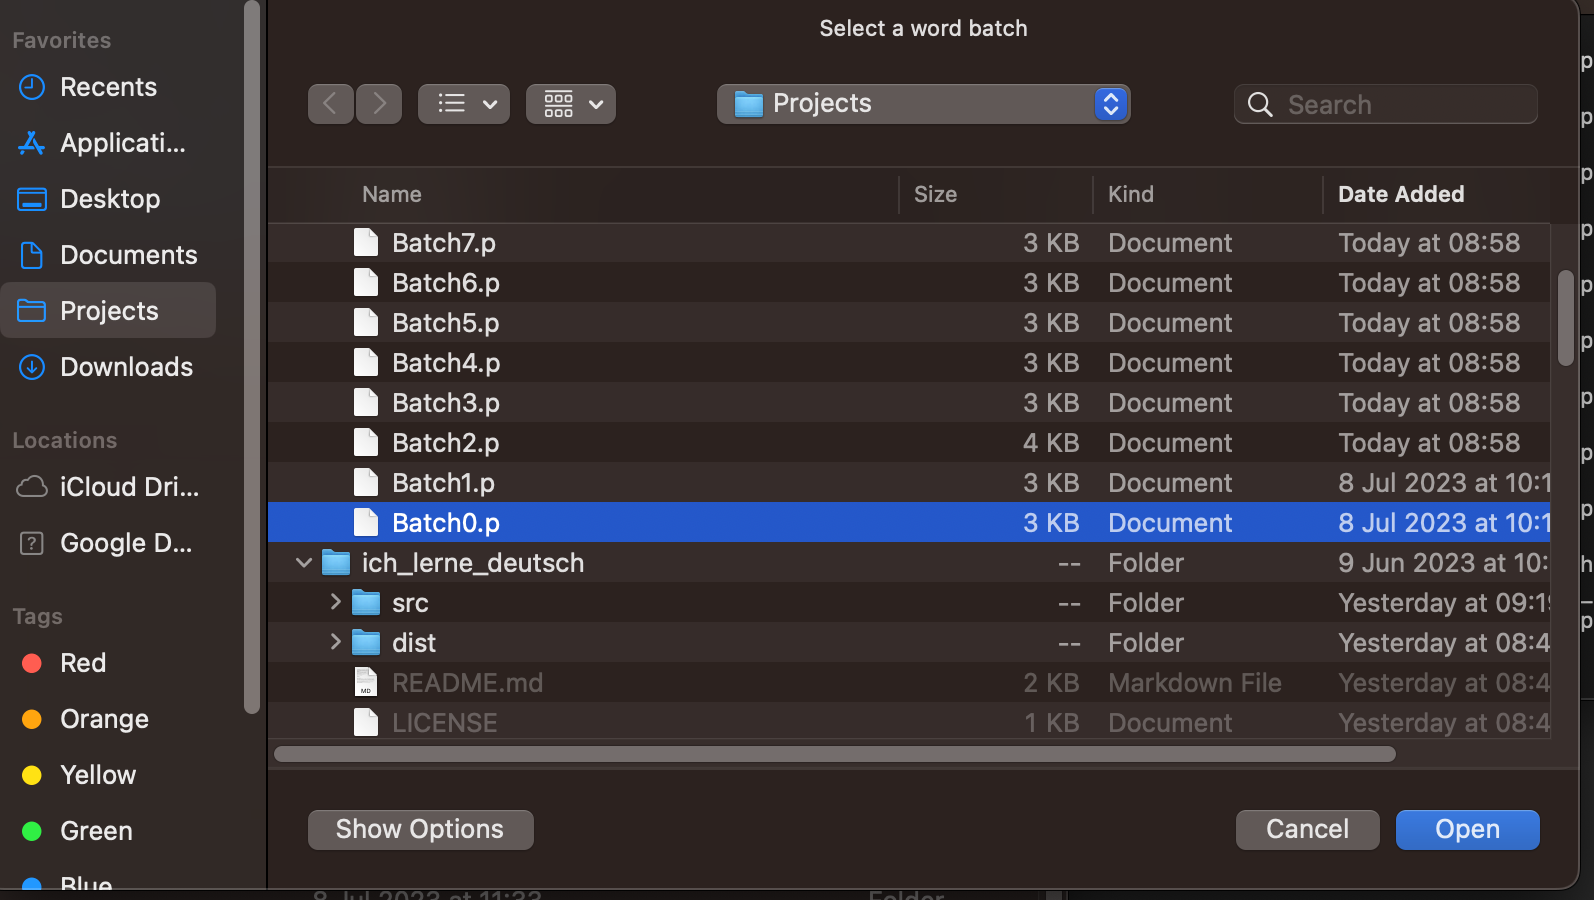 Select a word batch
Favorites
Recents
Applicati...
Desktop
Documents
Projects
Downloads
Locations
iCloud Dri...
Google D...
Tags
Red
Orange
Yellow
Green
Blue
Projects
Search
Name Size Kind Date Added
Batch7.p 3 KB Document Today at 08:58
Batch6.p 3 KB Document Today at 08:58
Batch5.p 3 KB Document Today at 08:58
Batch4.p 3 KB Document Today at 08:58
Batch3.p 3 KB Document Today at 08:58
Batch2.p 4 KB Document Today at 08:58
Batch1.p 3 KB Document 8 Jul 2023 at 10:1
Batch0.p 3 KB Document 8 Jul 2023 at 10:1
ich_lerne_deutsch -- Folder 9 Jun 2023 at 10:
src -- Folder Yesterday at 09:1
dist -- Folder Yesterday at 08:4
README.md 2 KB Markdown File Yesterday at 08:4
LICENSE 1 KB Document Yesterday at 08:4
Show Options Cancel Open
8 Jul 2023 at 11:33 Folder